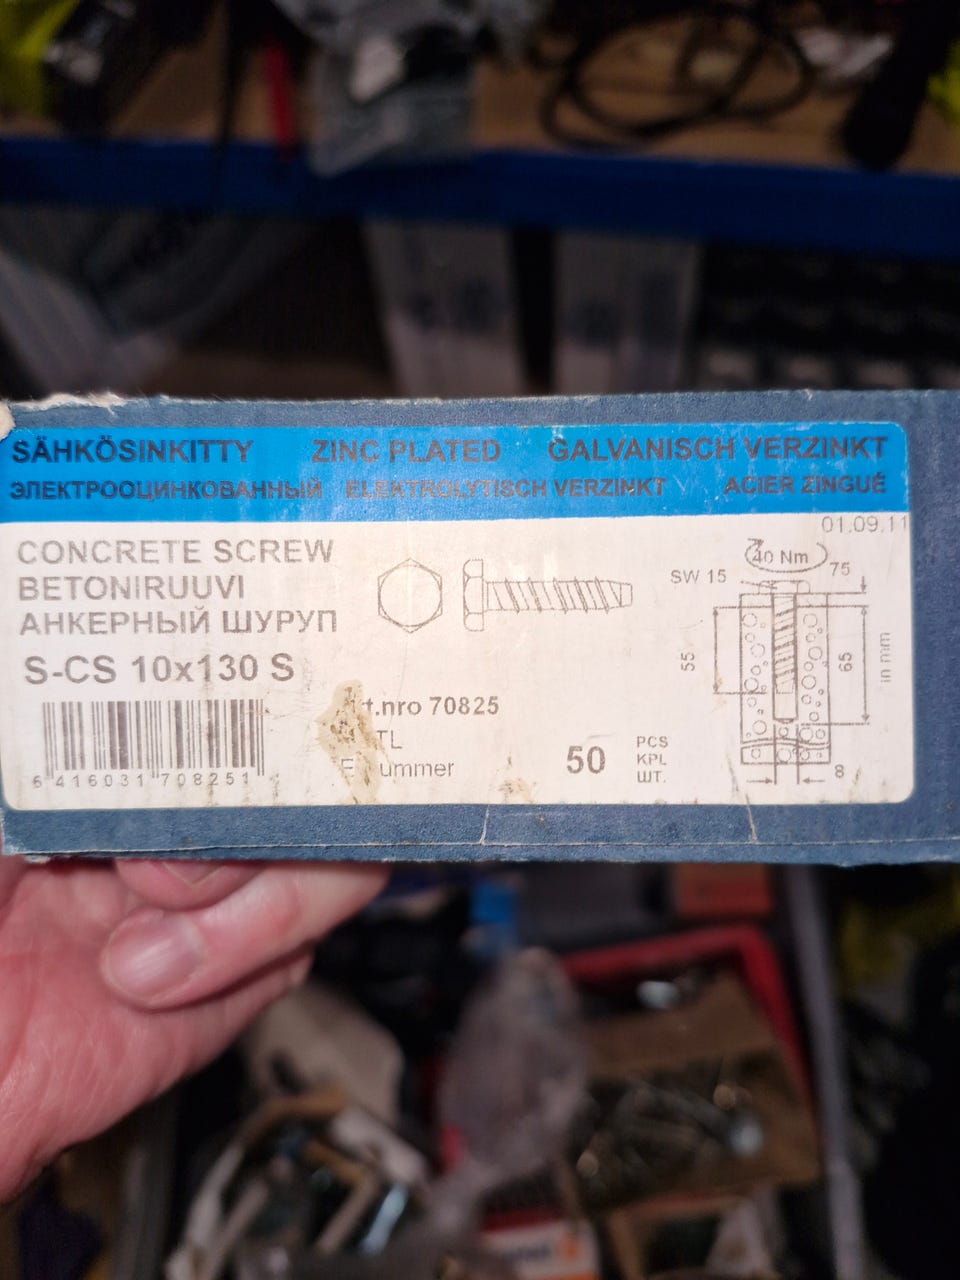 SÄHKÖSINKITTY ZINC PLATED GALVANISCH VERZINKT
ЭЛЕКТРООЦИНКОВАННЫЙ ELEKTROLYTISCH VERZINKT ACIER ZINGUÉ
01.09.11
CONCRETE SCREW
BETONIRUUVI
АНКЕРНЫЙ ШУРУП
S-CS 10x130 S
6 416031 708251
70825
50
PCS
KPL
ШТ.
40 Nm
SW 15
75
55
65
in mm
8